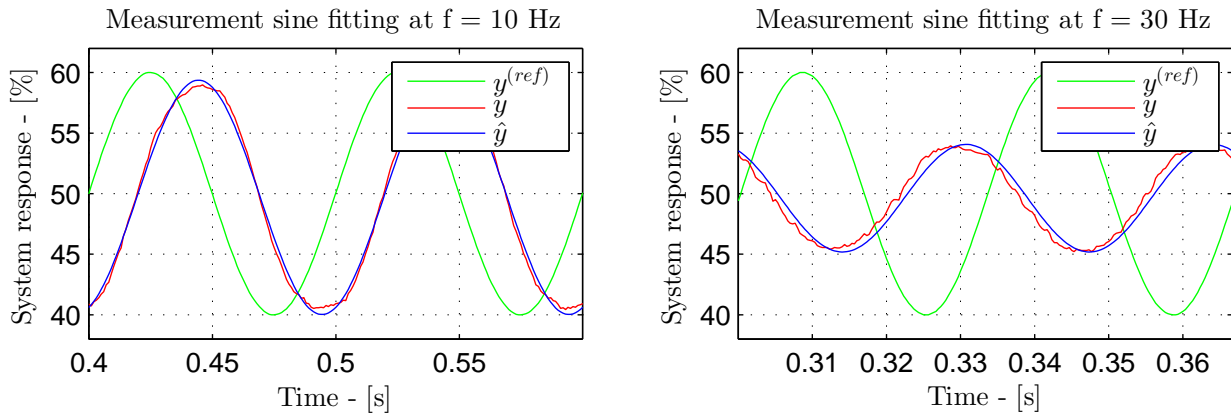 Measurement sine fitting at f = 10 Hz
System response - [%]
60
55
50
45
40
y^(ref)
y
ŷ
0.4
0.45
0.5
0.55
Time - [s]
Measurement sine fitting at f = 30 Hz
System response - [%]
60
55
50
45
40
y^(ref)
y
ŷ
0.31
0.32
0.33
0.34
0.35
0.36
Time - [s]